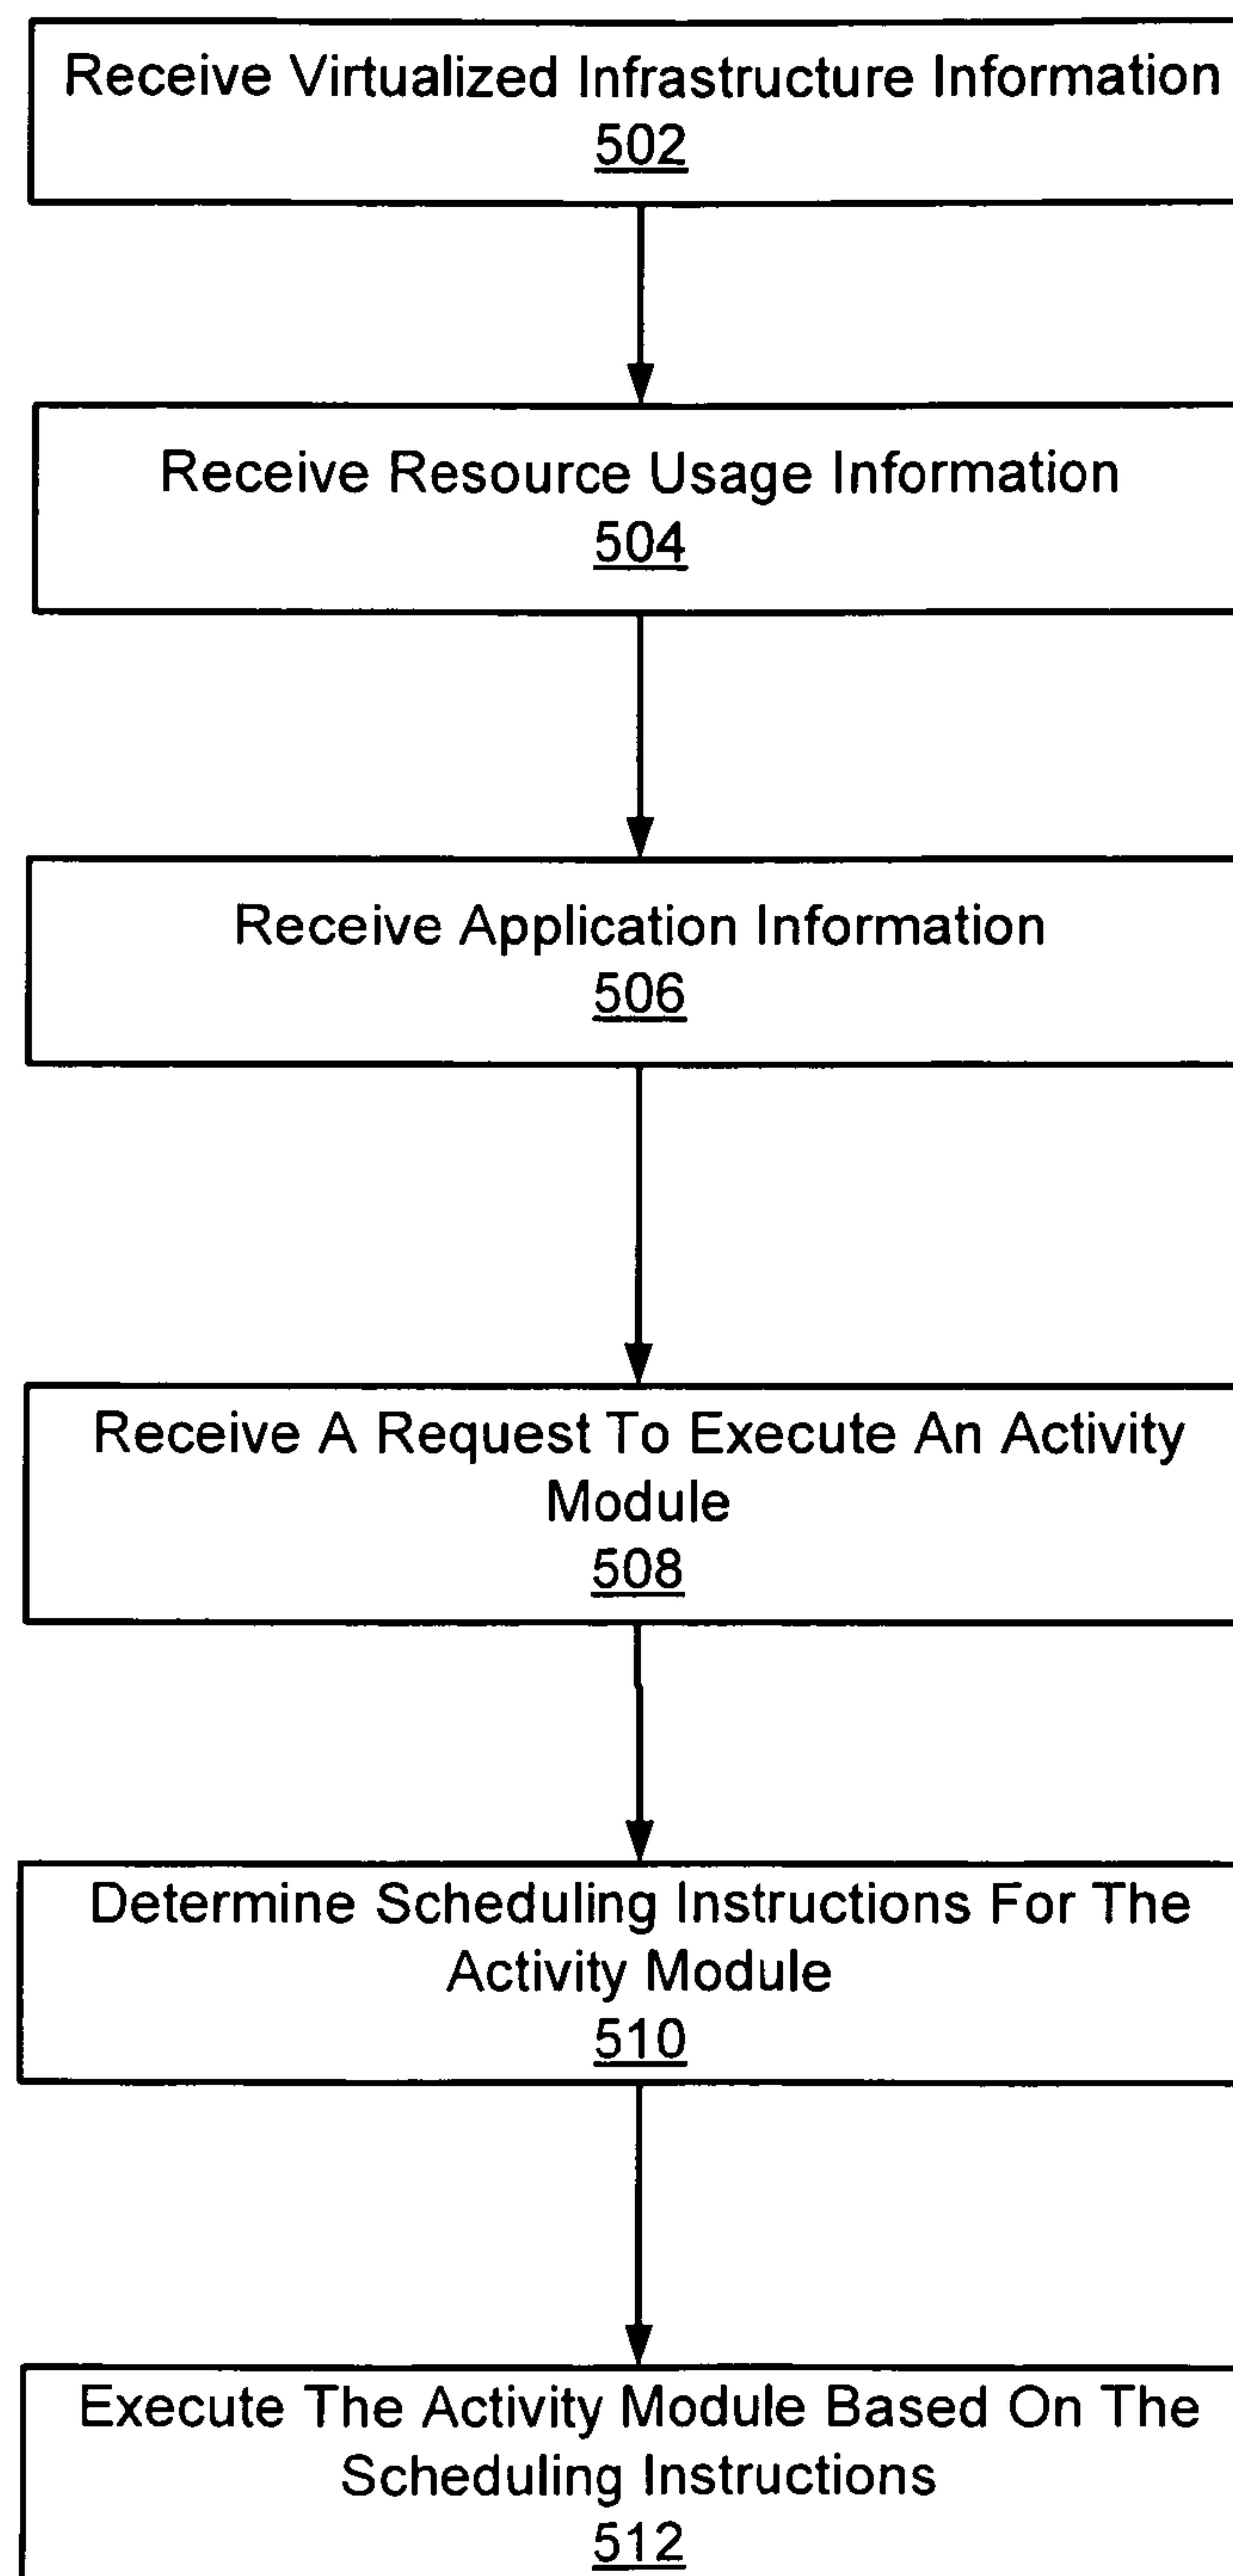 Receive Virtualized Infrastructure Information
502
Receive Resource Usage Information
504
Receive Application Information
506
Receive A Request To Execute An Activity
Module
508
Determine Scheduling Instructions For The
Activity Module
510
Execute The Activity Module Based On The
Scheduling Instructions
512